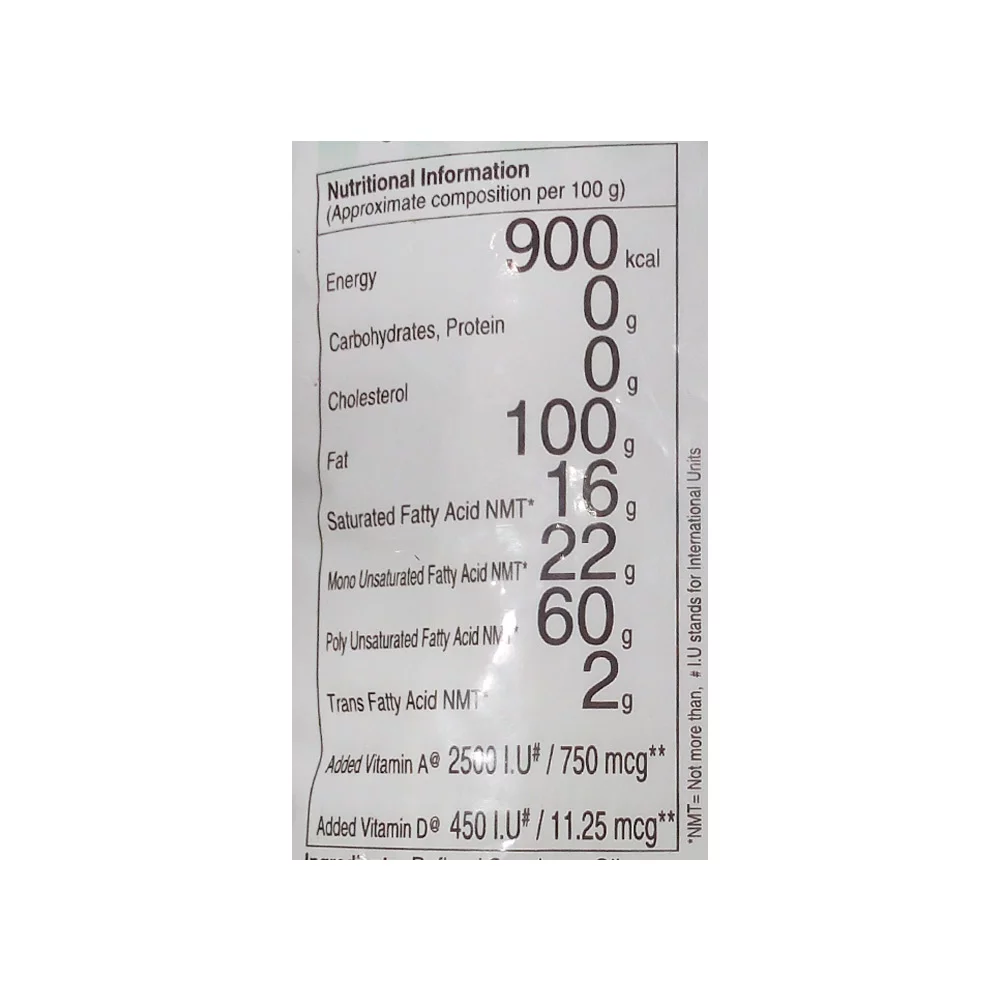 Nutritional Information
(Approximate composition per 100 g)
Energy 900 kcal
Carbohydrates, Protein 0 g
Cholesterol 0 g
Fat 100 g
Saturated Fatty Acid NMT* 16 g
Mono Unsaturated Fatty Acid NMT* 22 g
Poly Unsaturated Fatty Acid NMT* 60 g
Trans Fatty Acid NMT* 2 g
Added Vitamin A@ 2500 I.U# / 750 mcg**
Added Vitamin D@ 450 I.U# / 11.25 mcg**
*NMT= Not more than, # I.U stands for International Units